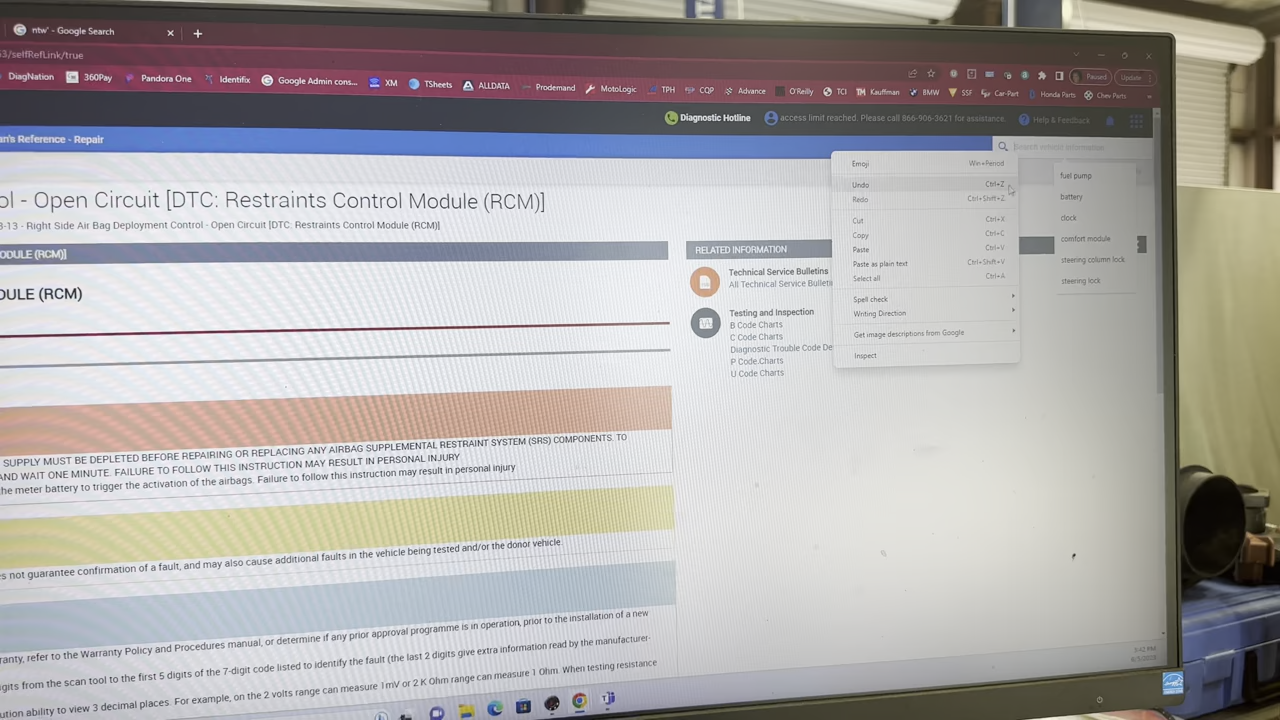 ntw' - Google Search
3/selfRefLink/true
DiagNation
360Pay
Pandora One
Identifix
Google Admin cons...
XM
TSheets
ALLDATA
Prodemand
MotoLogic
TPH
CQP
Advance
O'Reilly
TCI
Kauffman
BMW
SSF
Car-Part
Honda Parts
Chev Parts
Paused
Update
Diagnostic Hotline
access limit reached. Please call 866-906-3621 for assistance.
Help & Feedback
an's Reference - Repair
Search vehicle information
ol - Open Circuit [DTC: Restraints Control Module (RCM)]
3-13 - Right Side Air Bag Deployment Control - Open Circuit [DTC: Restraints Control Module (RCM)]
ODULE (RCM)]
DULE (RCM)
SUPPLY MUST BE DEPLETED BEFORE REPAIRING OR REPLACING ANY AIRBAG SUPPLEMENTAL RESTRAINT SYSTEM (SRS) COMPONENTS. TO
AND WAIT ONE MINUTE. FAILURE TO FOLLOW THIS INSTRUCTION MAY RESULT IN PERSONAL INJURY
he meter battery to trigger the activation of the airbags. Failure to follow this instruction may result in personal injury
s not guarantee confirmation of a fault, and may also cause additional faults in the vehicle being tested and/or the donor vehicle.
ranty, refer to the Warranty Policy and Procedures manual, or determine if any prior approval programme is in operation, prior to the installation of a new
igits from the scan tool to the first 5 digits of the 7-digit code listed to identify the fault (the last 2 digits give extra information read by the manufacturer-
ution ability to view 3 decimal places. For example, on the 2 volts range can measure 1mV or 2 K Ohm range can measure 1 Ohm. When testing resistance
RELATED INFORMATION
Technical Service Bulletins
All Technical Service Bulletin
Testing and Inspection
B Code Charts
C Code Charts
Diagnostic Trouble Code De
P Code Charts
U Code Charts
Emoji Win+Period
Undo Ctrl+Z
Redo Ctrl+Shift+Z
Cut Ctrl+X
Copy Ctrl+C
Paste Ctrl+V
Paste as plain text Ctrl+Shift+V
Select all Ctrl+A
Spell check
Writing Direction
Get image descriptions from Google
Inspect
fuel pump
battery
clock
comfort module
steering column lock
steering lock
3:42 PM